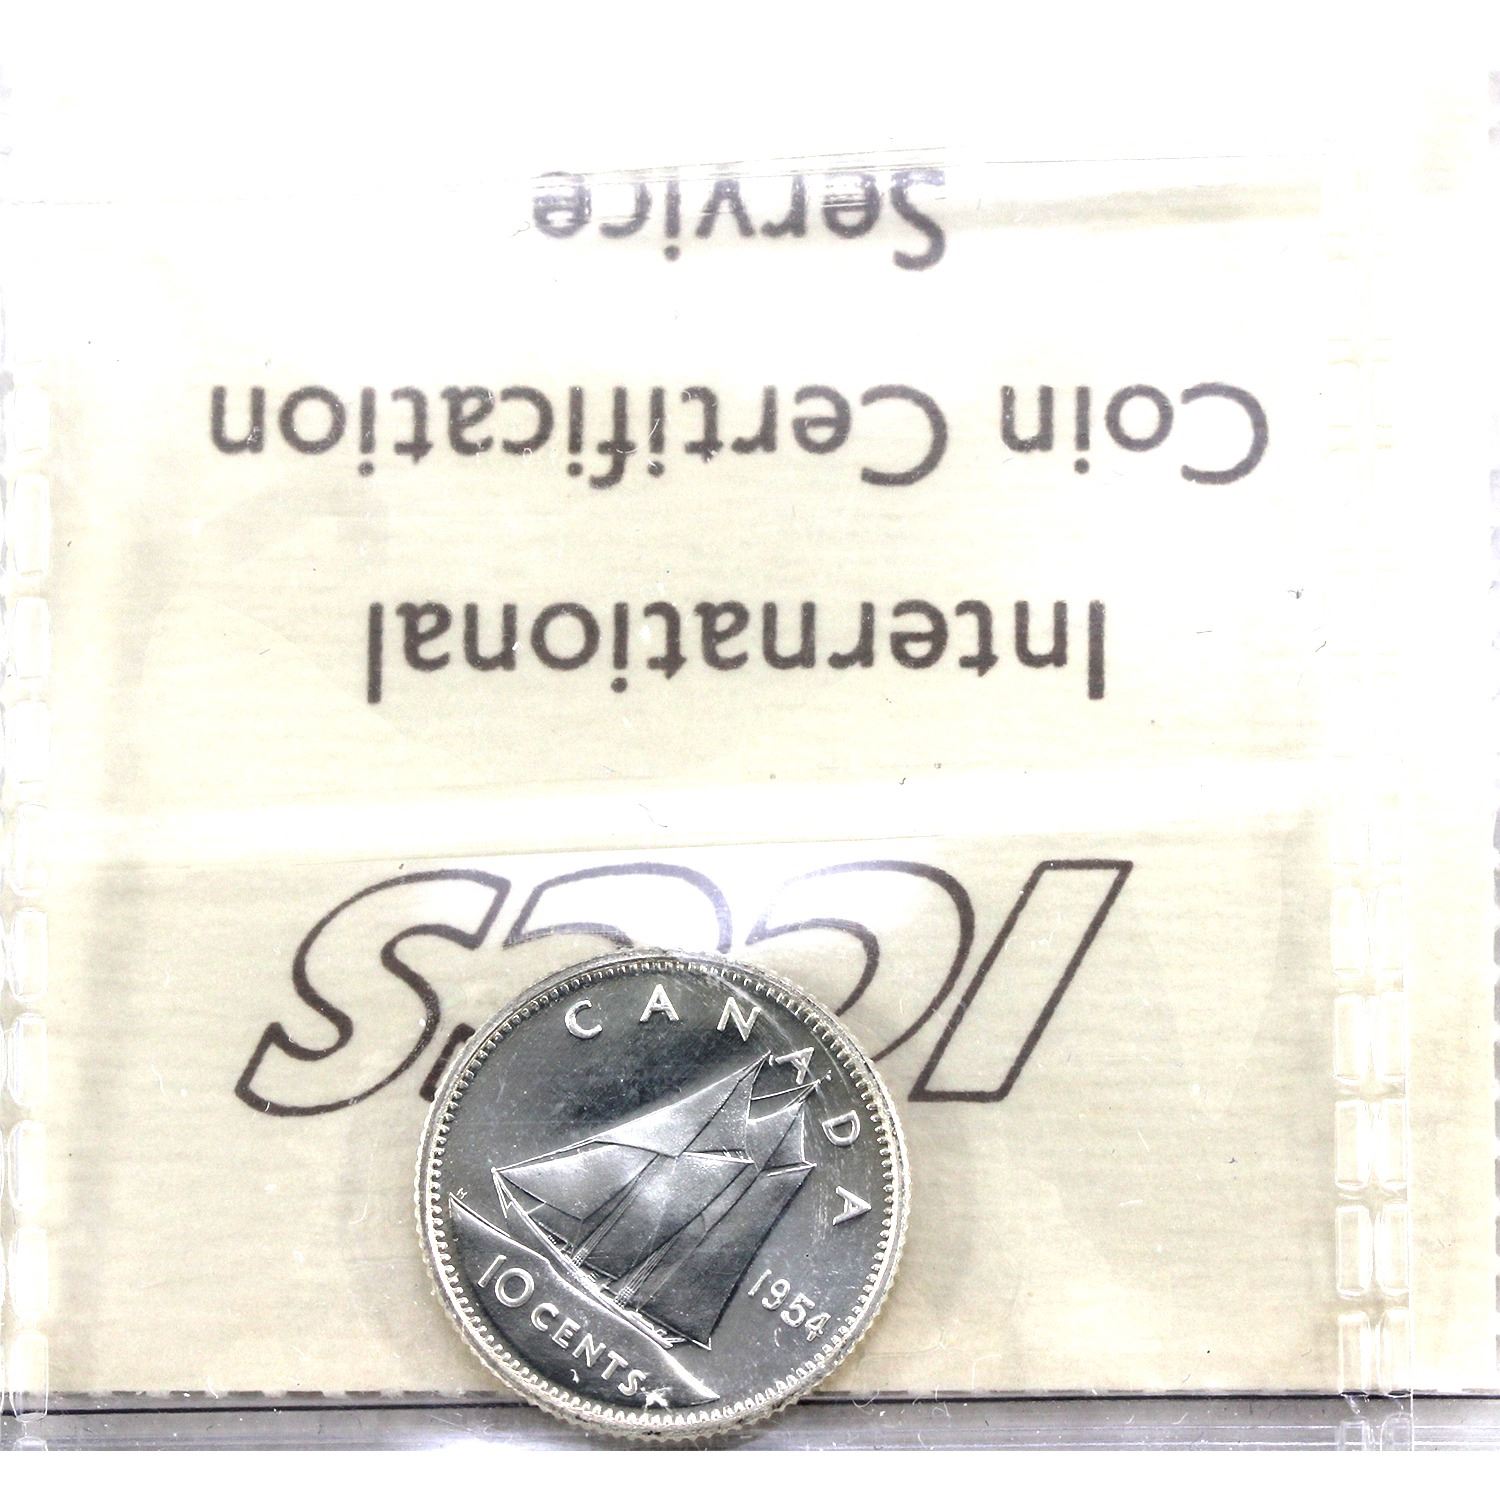 ICCS
International
Coin Certification
Service
CANADA
1954
H
10 CENTS